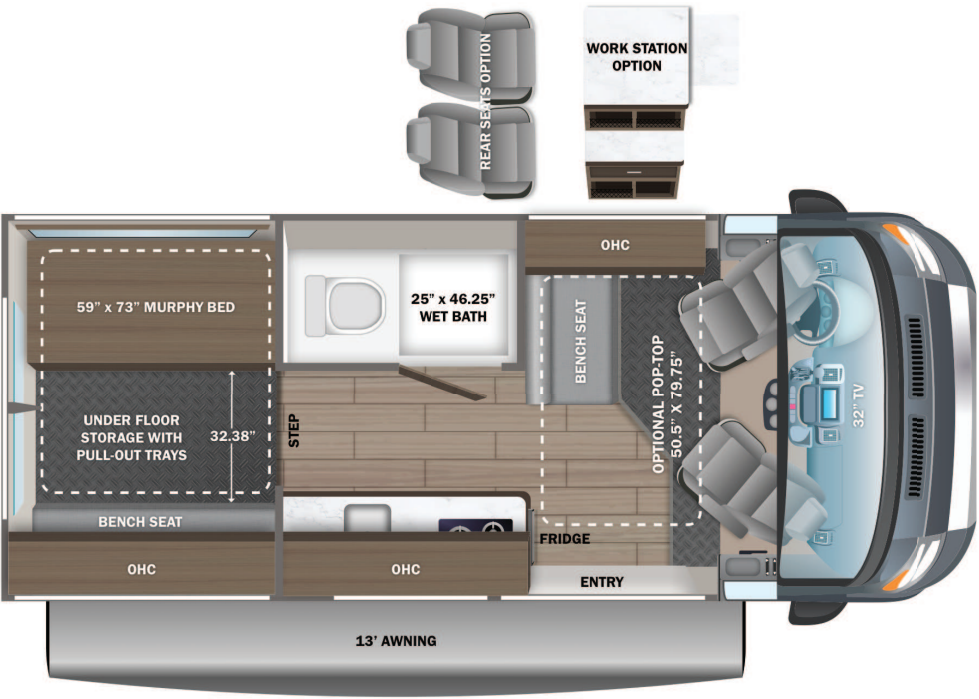 REAR SEATS OPTION
WORK STATION
OPTION
OHC
59” x 73” MURPHY BED
25” x 46.25”
WET BATH
BENCH SEAT
OPTIONAL POP-TOP
50.5” X 79.75”
32” TV
UNDER FLOOR
STORAGE WITH
PULL-OUT TRAYS
32.38”
STEP
BENCH SEAT
FRIDGE
OHC
OHC
ENTRY
13’ AWNING